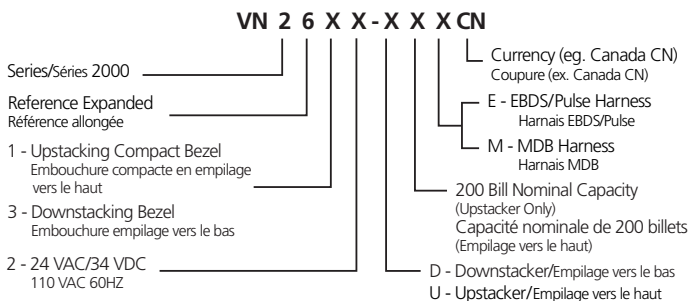 VN 2 6 X X - X X X CN
Series/Séries 2000
Reference Expanded
Référence allongée
1 - Upstacking Compact Bezel
Embouchure compacte en empilage
vers le haut
3 - Downstacking Bezel
Embouchure empilage vers le bas
2 - 24 VAC/34 VDC
110 VAC 60HZ
Currency (eg. Canada CN)
Coupure (ex. Canada CN)
E - EBDS/Pulse Harness
Harnais EBDS/Pulse
M - MDB Harness
Harnais MDB
200 Bill Nominal Capacity
(Upstacker Only)
Capacité nominale de 200 billets
(Empilage vers le haut)
D - Downstacker/Empilage vers le bas
U - Upstacker/Empilage vers le haut